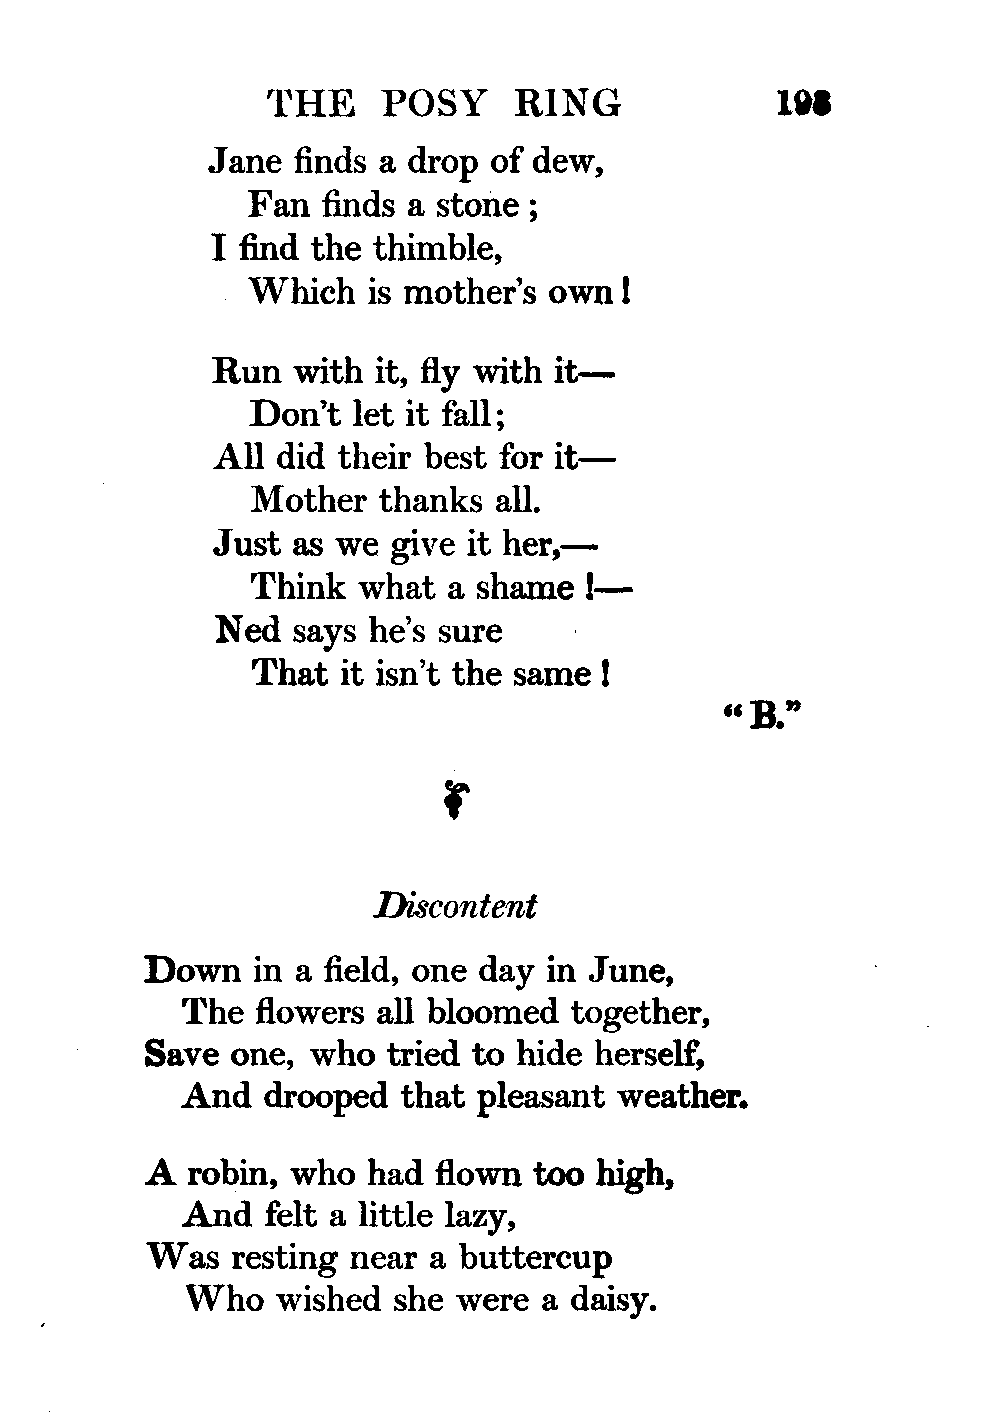 THE POSY RING
Jane finds a drop of dew,
Fan finds a stone ;
I find the thimble,
Which is mother's own !
Run with it, fly with it—
Don't let it fall;
All did their best for it—
Mother thanks all.
Just as we give it her,—
Think what a shame !—
Ned says he's sure
That it isn't the same !
"B."
Discontent
Down in a field, one day in June,
The flowers all bloomed together,
Save one, who tried to hide herself,
And drooped that pleasant weather.
A robin, who had flown too high,
And felt a little lazy,
Was resting near a buttercup
Who wished she were a daisy.